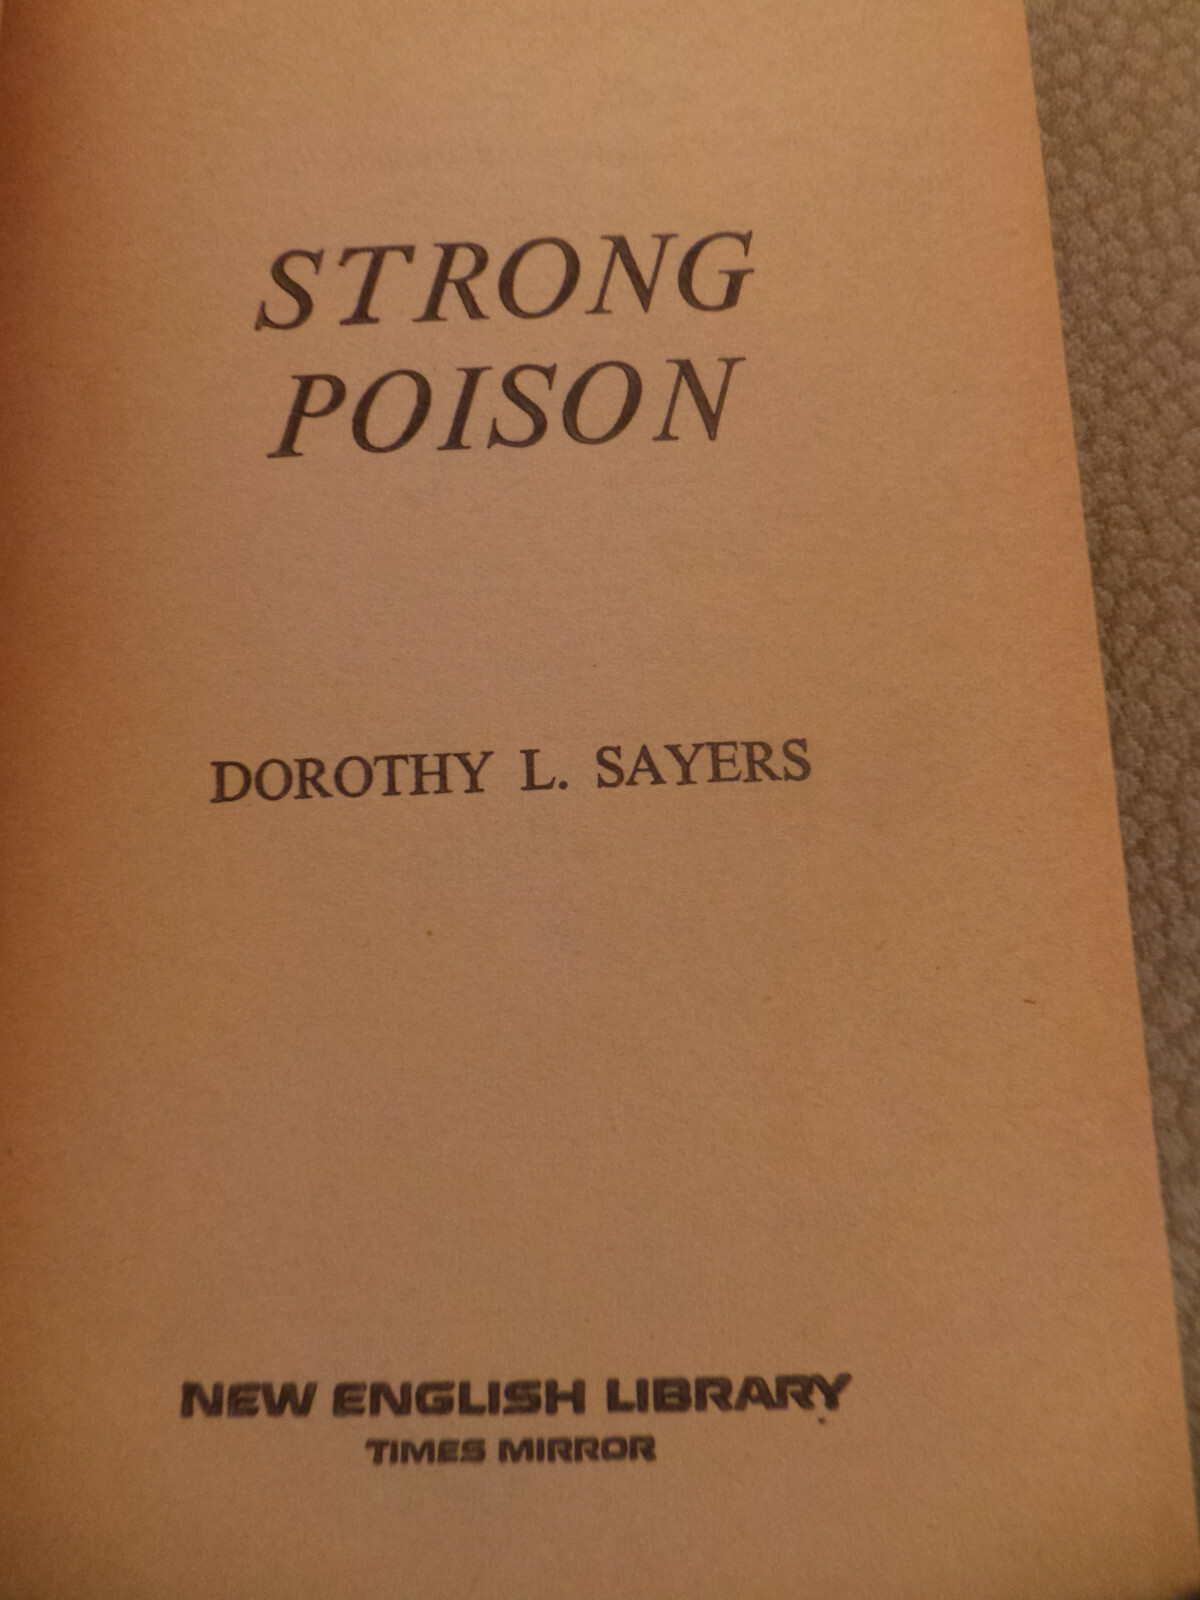 STRONG
POISON
DOROTHY L. SAYERS
NEW ENGLISH LIBRARY
TIMES MIRROR